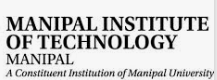 MANIPAL INSTITUTE
OF TECHNOLOGY
MANIPAL
A Constituent Institution of Manipal University